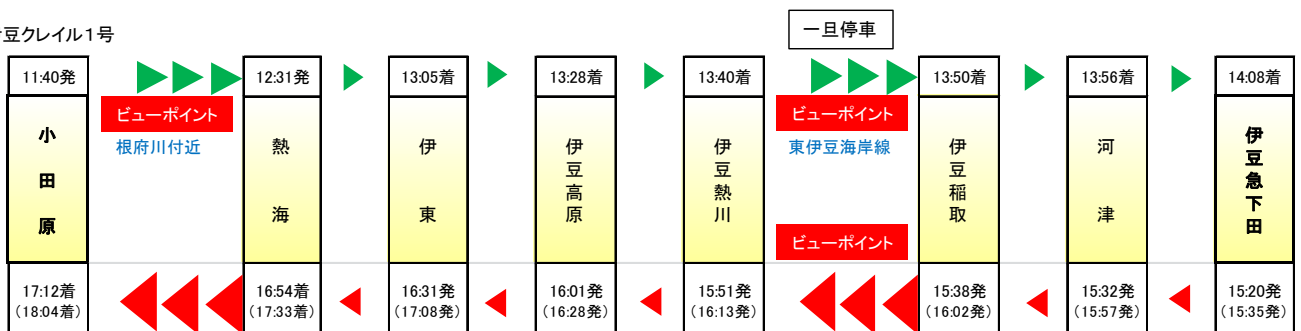 豆クレイル1号
一旦停車
11:40発
12:31発
13:05着
13:28着
13:40着
13:50着
13:56着
14:08着
ビューポイント
ビューポイント
根府川付近
東伊豆海岸線
小田原
熱海
伊東
伊豆高原
伊豆熱川
伊豆稲取
河津
伊豆急下田
ビューポイント
17:12着
(18:04着)
16:54着
(17:33着)
16:31発
(17:08発)
16:01発
(16:28発)
15:51発
(16:13発)
15:38発
(16:02発)
15:32発
(15:57発)
15:20発
(15:35発)